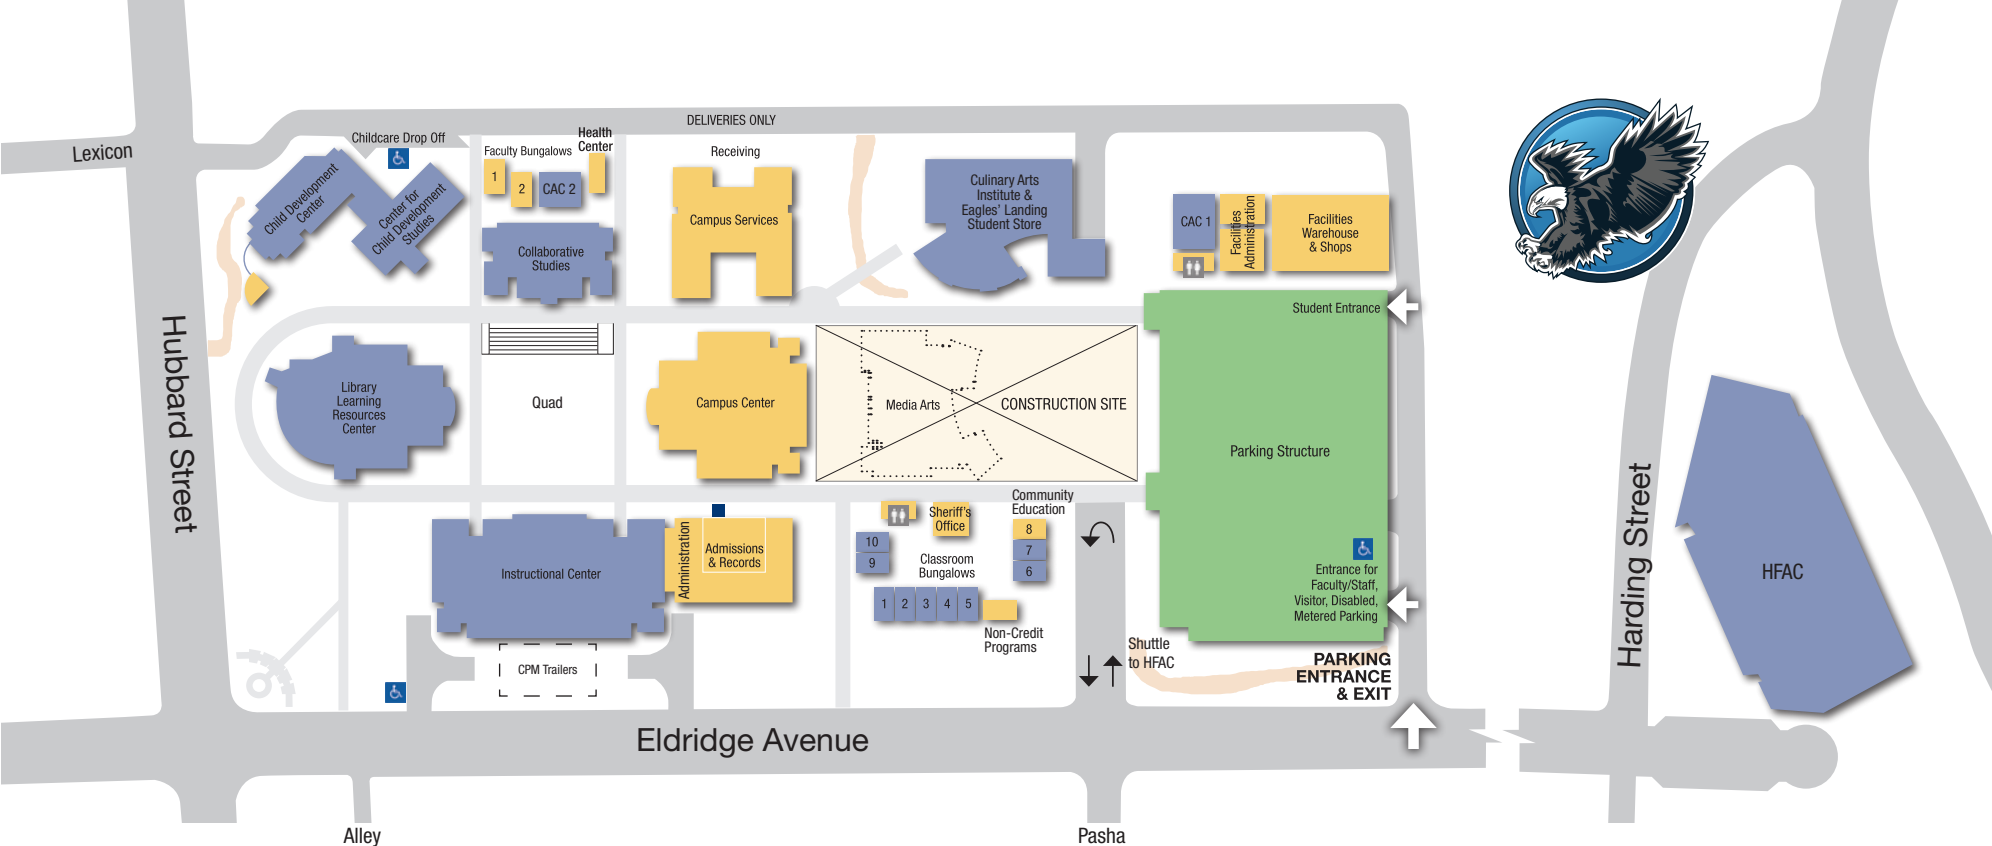 DELIVERIES ONLY
Lexicon
Childcare Drop Off
Child Development
Center
Center for
Child Development
Studies
Faculty Bungalows
Health
Center
1
2
CAC 2
Collaborative
Studies
Receiving
Campus Services
Culinary Arts
Institute &
Eagles' Landing
Student Store
CAC 1
Facilities
Administration
Facilities
Warehouse
& Shops
Student Entrance
Hubbard Street
Library
Learning
Resources
Center
Quad
Campus Center
Media Arts
CONSTRUCTION SITE
Parking Structure
Instructional Center
Administration
Admissions
& Records
Sheriff's
Office
Community
Education
10
9
Classroom
Bungalows
8
7
6
1
2
3
4
5
Non-Credit
Programs
Entrance for
Faculty/Staff,
Visitor, Disabled,
Metered Parking
Shuttle
to HFAC
PARKING
ENTRANCE
& EXIT
CPM Trailers
Harding Street
HFAC
Eldridge Avenue
Alley
Pasha